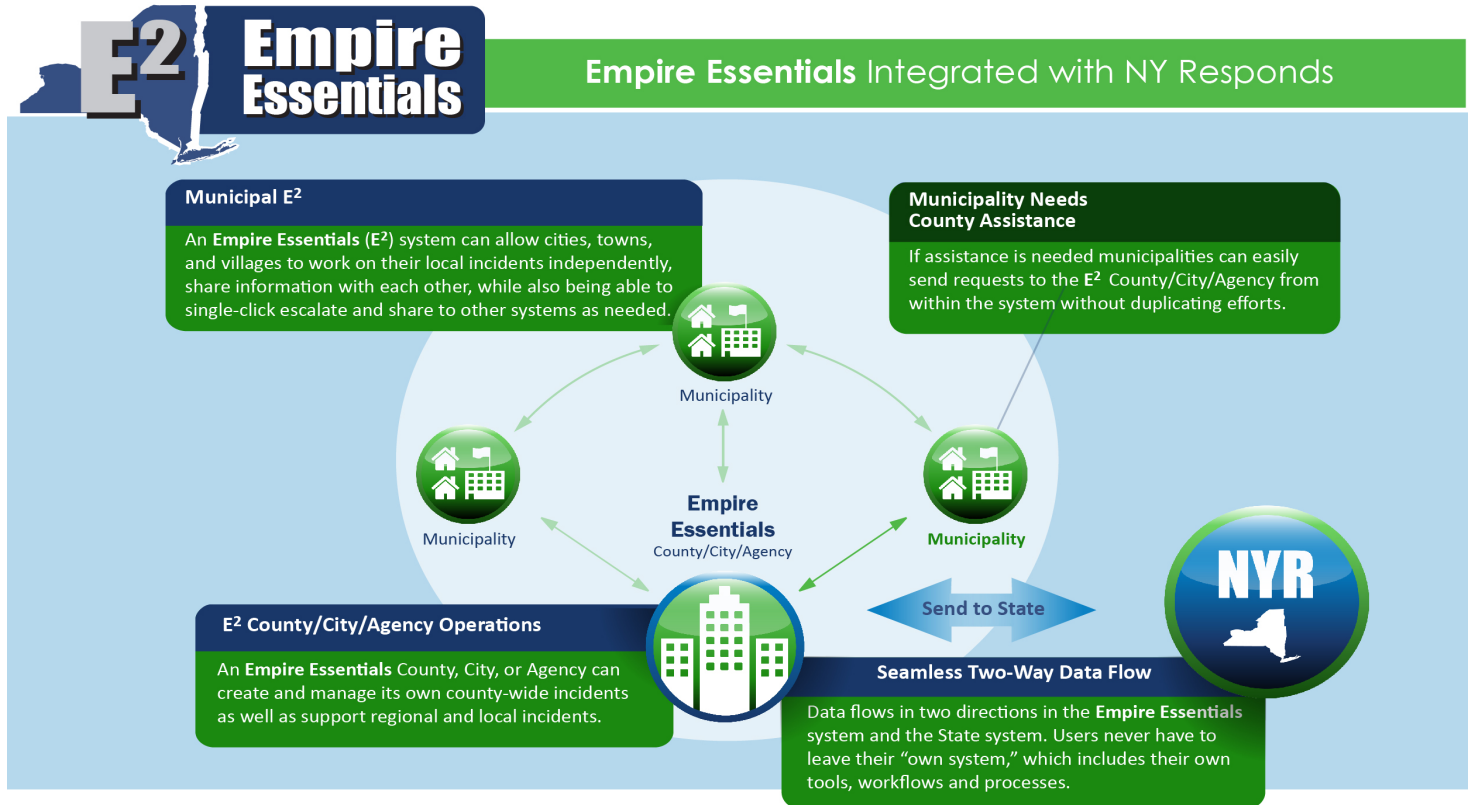 E²
Empire
Essentials
Empire Essentials Integrated with NY Responds
Municipal E²
An Empire Essentials (E²) system can allow cities, towns,
and villages to work on their local incidents independently,
share information with each other, while also being able to
single-click escalate and share to other systems as needed.
Municipality Needs
County Assistance
If assistance is needed municipalities can easily
send requests to the E² County/City/Agency from
within the system without duplicating efforts.
Municipality
Municipality
Empire
Essentials
County/City/Agency
Municipality
NYR
Send to State
E² County/City/Agency Operations
An Empire Essentials County, City, or Agency can
create and manage its own county-wide incidents
as well as support regional and local incidents.
Seamless Two-Way Data Flow
Data flows in two directions in the Empire Essentials
system and the State system. Users never have to
leave their “own system,” which includes their own
tools, workflows and processes.